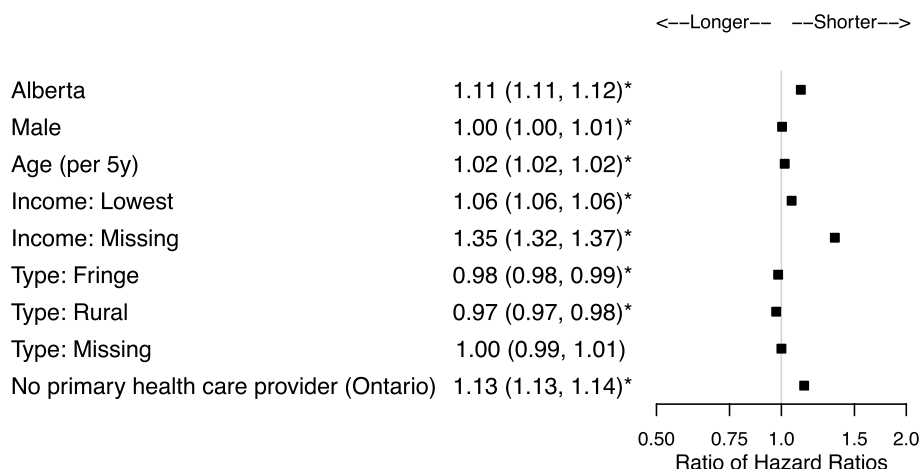 <--Longer-- --Shorter-->
Alberta 1.11 (1.11, 1.12)*
Male 1.00 (1.00, 1.01)*
Age (per 5y) 1.02 (1.02, 1.02)*
Income: Lowest 1.06 (1.06, 1.06)*
Income: Missing 1.35 (1.32, 1.37)*
Type: Fringe 0.98 (0.98, 0.99)*
Type: Rural 0.97 (0.97, 0.98)*
Type: Missing 1.00 (0.99, 1.01)
No primary health care provider (Ontario) 1.13 (1.13, 1.14)*
0.50 0.75 1.0 1.5 2.0
Ratio of Hazard Ratios